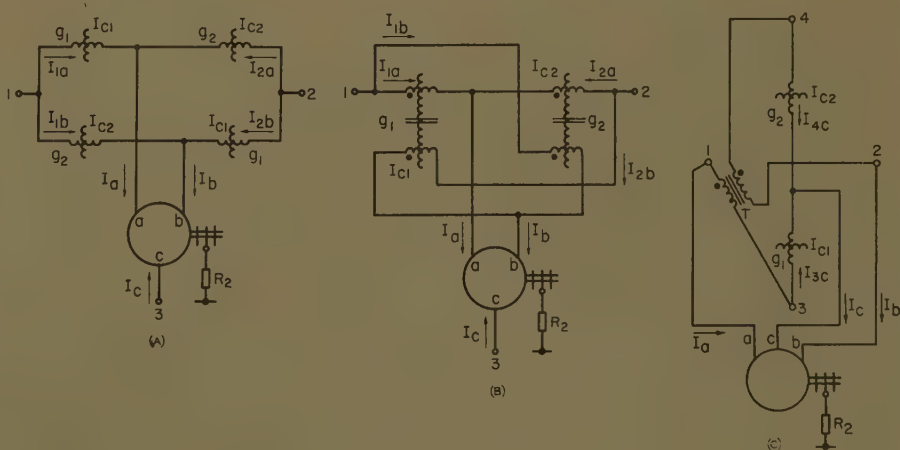 g1 IC1
g2 IC2
I1a
I2a
1
2
I1b
IC2
IC1
I2b
g2
g1
Ia
Ib
a
b
c
R2
Ic
3
(A)
I1b
I1a
IC2
I2a
1
2
g1
g2
IC1
I2b
Ia
Ib
a
b
c
R2
Ic
3
(B)
4
IC2
g2
I4C
1
2
T
IC1
g1
I3C
3
Ic
Ib
Ia
a
c
b
R2
(C)